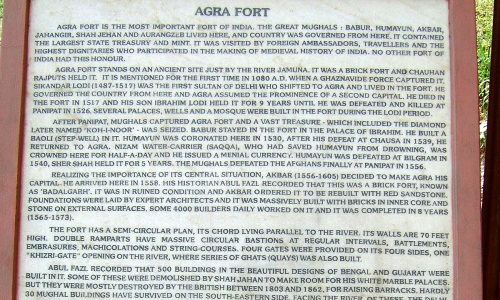 AGRA FORT
AGRA FORT IS THE MOST IMPORTANT FORT OF INDIA. THE GREAT MUGHALS : BABUR, HUMAYUN, AKBAR,
JAHANGIR, SHAH JEHAN AND AURANGZEB LIVED HERE, AND COUNTRY WAS GOVERNED FROM HERE. IT CONTAINED
THE LARGEST STATE TREASURY AND MINT. IT WAS VISITED BY FOREIGN AMBASSADORS, TRAVELLERS AND THE
HIGHEST DIGNITARIES WHO PARTICIPATED IN THE MAKING OF MEDIEVAL HISTORY OF INDIA. NO OTHER FORT OF
INDIA HAD THIS HONOUR.
AGRA FORT STANDS ON AN ANCIENT SITE JUST BY THE RIVER JAMUNA. IT WAS A BRICK FORT AND CHAUHAN
RAJPUTS HELD IT. IT IS MENTIONED FOR THE FIRST TIME IN 1080 A.D. WHEN A GHAZNAVIDE FORCE CAPTURED IT.
SIKANDAR LODI (1487-1517) WAS THE FIRST SULTAN OF DELHI WHO SHIFTED TO AGRA AND LIVED IN THE FORT. HE
GOVERNED THE COUNTRY FROM HERE AND AGRA ASSUMED THE PROMINENCE OF A SECOND CAPITAL. HE DIED IN
THE FORT IN 1517 AND HIS SON IBRAHIM LODI HELD IT FOR 9 YEARS UNTIL HE WAS DEFEATED AND KILLED AT
PANIPAT IN 1526. SEVERAL PALACES, WELLS AND A MOSQUE WERE BUILT IN THE FORT DURING THE LODI PERIOD.
AFTER PANIPAT, MUGHALS CAPTURED AGRA FORT AND A VAST TREASURE - WHICH INCLUDED THE DIAMOND
LATER NAMED 'KOH-I-NOOR' - WAS SEIZED. BABUR STAYED IN THE FORT IN THE PALACE OF IBRAHIM. HE BUILT A
BAOLI (STEP-WELL) IN IT. HUMAYUN WAS CORONATED HERE IN 1530. AFTER HIS DEFEAT AT CHAUSA IN 1539, HE
RETURNED TO AGRA. NIZAM WATER-CARRIER (SAQQA), WHO HAD SAVED HUMAYUN FROM DROWNING, WAS
CROWNED HERE FOR HALF-A-DAY AND HE ISSUED A MENIAL CURRENCY. HUMAYUN WAS DEFEATED AT BILGRAM IN
1540, SHER SHAH HELD IT FOR 5 YEARS. THE MUGHALS DEFEATED THE AFGHANS FINALLY AT PANIPAT IN 1556.
REALIZING THE IMPORTANCE OF ITS CENTRAL SITUATION, AKBAR (1556-1605) DECIDED TO MAKE AGRA HIS
CAPITAL. HE ARRIVED HERE IN 1558. HIS HISTORIAN ABUL FAZL RECORDED THAT THIS WAS A BRICK FORT, KNOWN
AS 'BADALGARH'. IT WAS IN RUINED CONDITION AND AKBAR ORDERED IT TO BE REBUILT WITH RED SANDSTONE.
FOUNDATIONS WERE LAID BY EXPERT ARCHITECTS AND IT WAS MASSIVELY BUILT WITH BRICKS IN INNER CORE AND
STONE ON EXTERNAL SURFACES. SOME 4000 BUILDERS DAILY WORKED ON IT AND IT WAS COMPLETED IN 8 YEARS
(1565-1573).
THE FORT HAS A SEMI-CIRCULAR PLAN, ITS CHORD LYING PARALLEL TO THE RIVER. ITS WALLS ARE 70 FEET
HIGH. DOUBLE RAMPARTS HAVE MASSIVE CIRCULAR BASTIONS AT REGULAR INTERVALS, BATTLEMENTS,
EMBRASURES, MACHICOLATIONS AND STRING-COURSES. FOUR GATES WERE PROVIDED ON ITS FOUR SIDES, ONE
"KHIZRI-GATE" OPENING ON THE RIVER, WHERE SERIES OF GHATS (QUAYS) WAS ALSO BUILT.
ABUL FAZL RECORDED THAT 500 BUILDINGS IN THE BEAUTIFUL DESIGNS OF BENGAL AND GUJARAT WERE
BUILT IN IT. SOME OF THESE WERE DEMOLISHED BY SHAH JAHAN TO MAKE ROOM FOR HIS WHITE MARBLE PALACES.
BUT THEY WERE MOSTLY DESTROYED BY THE BRITISH BETWEEN 1803 AND 1862, FOR RAISING BARRACKS. HARDLY
30 MUGHAL BUILDINGS HAVE SURVIVED ON THE SOUTH-EASTERN SIDE, FACING THE RIVER. OF THESE, THE DELHI